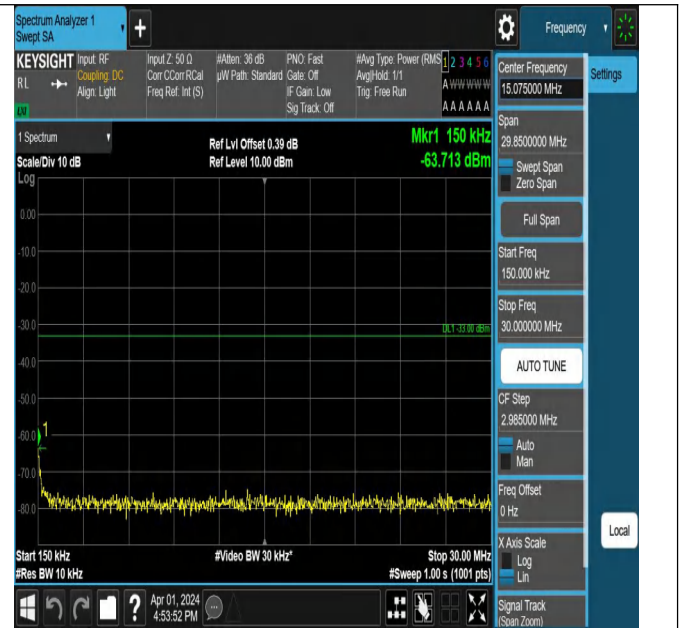 Spectrum Analyzer 1
Swept SA
+
Frequency
KEYSIGHT
RL
LXI
Input: RF
Coupling: DC
Align: Light
Input Z: 50 Ω
Corr CCorr RCal
Freq Ref: Int (S)
#Atten: 36 dB
µW Path: Standard
PNO: Fast
Gate: Off
IF Gain: Low
Sig Track: Off
#Avg Type: Power (RMS
Avg|Hold: 1/1
Trig: Free Run
1 2 3 4 5 6
A W W W W W
A A A A A A
1 Spectrum
Scale/Div 10 dB
Log
Ref Lvl Offset 0.39 dB
Ref Level 10.00 dBm
Mkr1 150 kHz
-63.713 dBm
0.00
-10.0
-20.0
-30.0
DL1 -33.00 dBm
-40.0
-50.0
-60.0
1
-70.0
-80.0
Start 150 kHz
#Res BW 10 kHz
#Video BW 30 kHz*
Stop 30.00 MHz
#Sweep 1.00 s (1001 pts)
Center Frequency
15.075000 MHz
Settings
Span
29.8500000 MHz
Swept Span
Zero Span
Full Span
Start Freq
150.000 kHz
Stop Freq
30.000000 MHz
AUTO TUNE
CF Step
2.985000 MHz
Auto
Man
Freq Offset
0 Hz
X Axis Scale
Log
Lin
Local
Signal Track
(Span Zoom)
?
Apr 01, 2024
4:53:52 PM